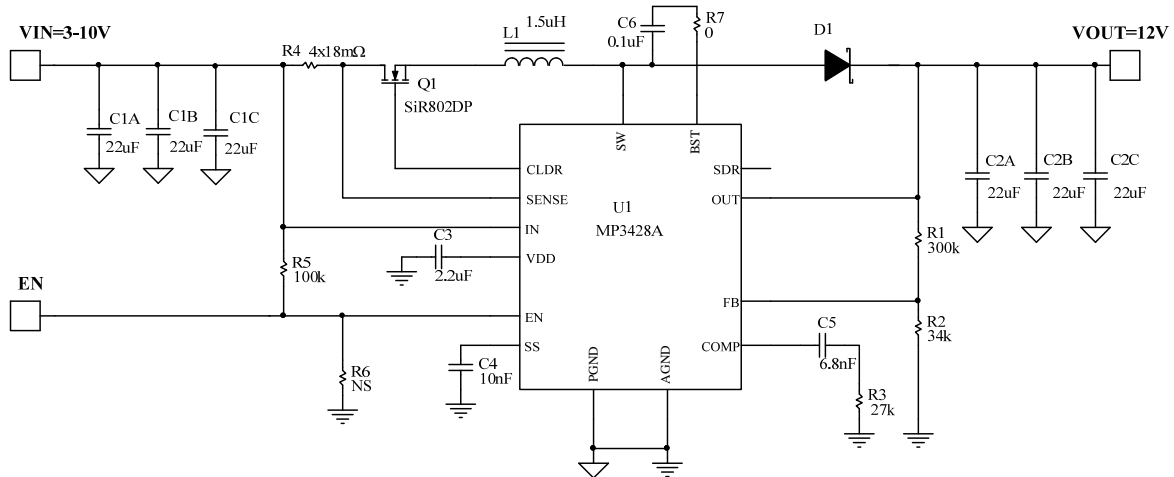 VIN=3-10V
R4 4x18mΩ
Q1
SiR802DP
L1
1.5uH
C6
0.1uF
R7
0
D1
VOUT=12V
C1A
22uF
C1B
22uF
C1C
22uF
SW
BST
CLDR
SENSE
IN
VDD
EN
SS
U1
MP3428A
SDR
OUT
FB
COMP
PGND
AGND
C2A
22uF
C2B
22uF
C2C
22uF
R1
300k
R2
34k
C3
2.2uF
R5
100k
EN
R6
NS
C4
10nF
C5
6.8nF
R3
27k